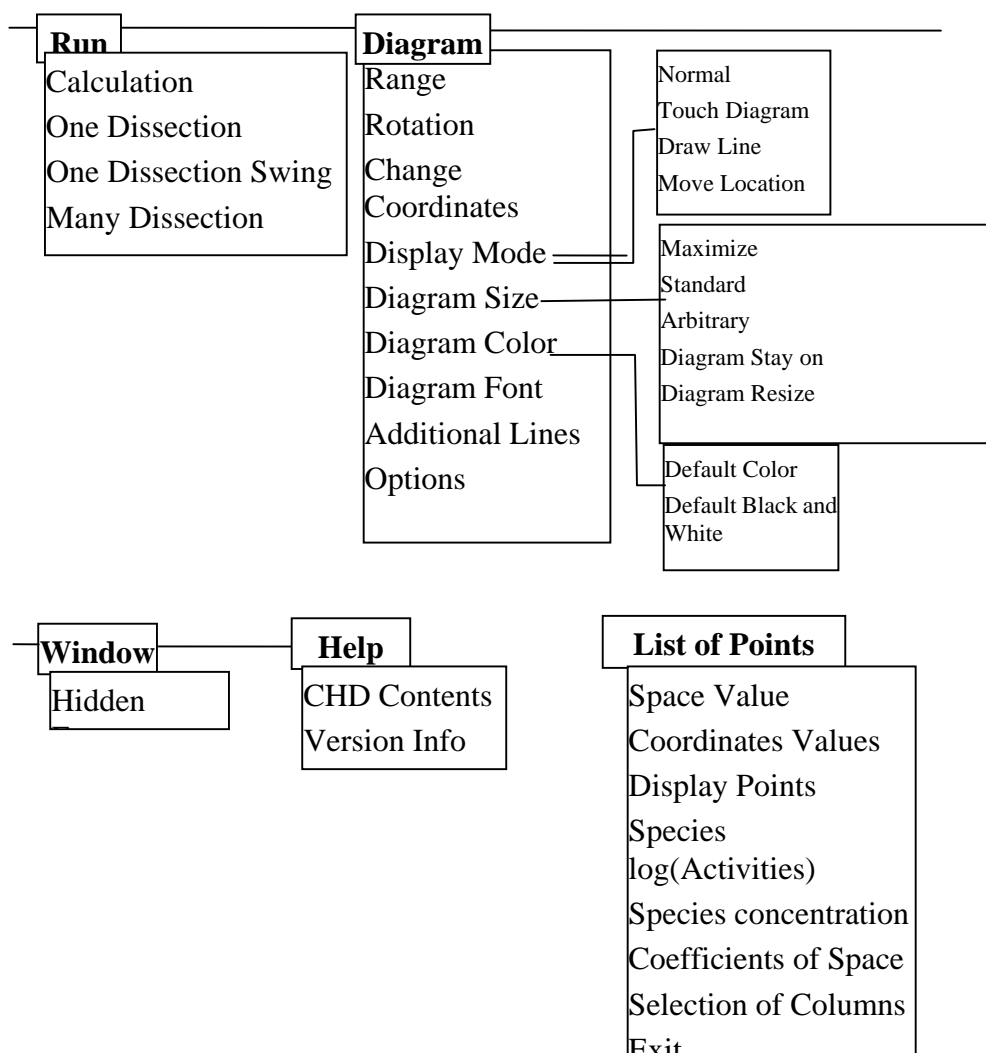 Run
Calculation
One Dissection
One Dissection Swing
Many Dissection
Diagram
Range
Rotation
Change
Coordinates
Display Mode
Diagram Size
Diagram Color
Diagram Font
Additional Lines
Options
Normal
Touch Diagram
Draw Line
Move Location
Maximize
Standard
Arbitrary
Diagram Stay on
Diagram Resize
Default Color
Default Black and
White
Window
Hidden
Help
CHD Contents
Version Info
List of Points
Space Value
Coordinates Values
Display Points
Species
log(Activities)
Species concentration
Coefficients of Space
Selection of Columns
Exit